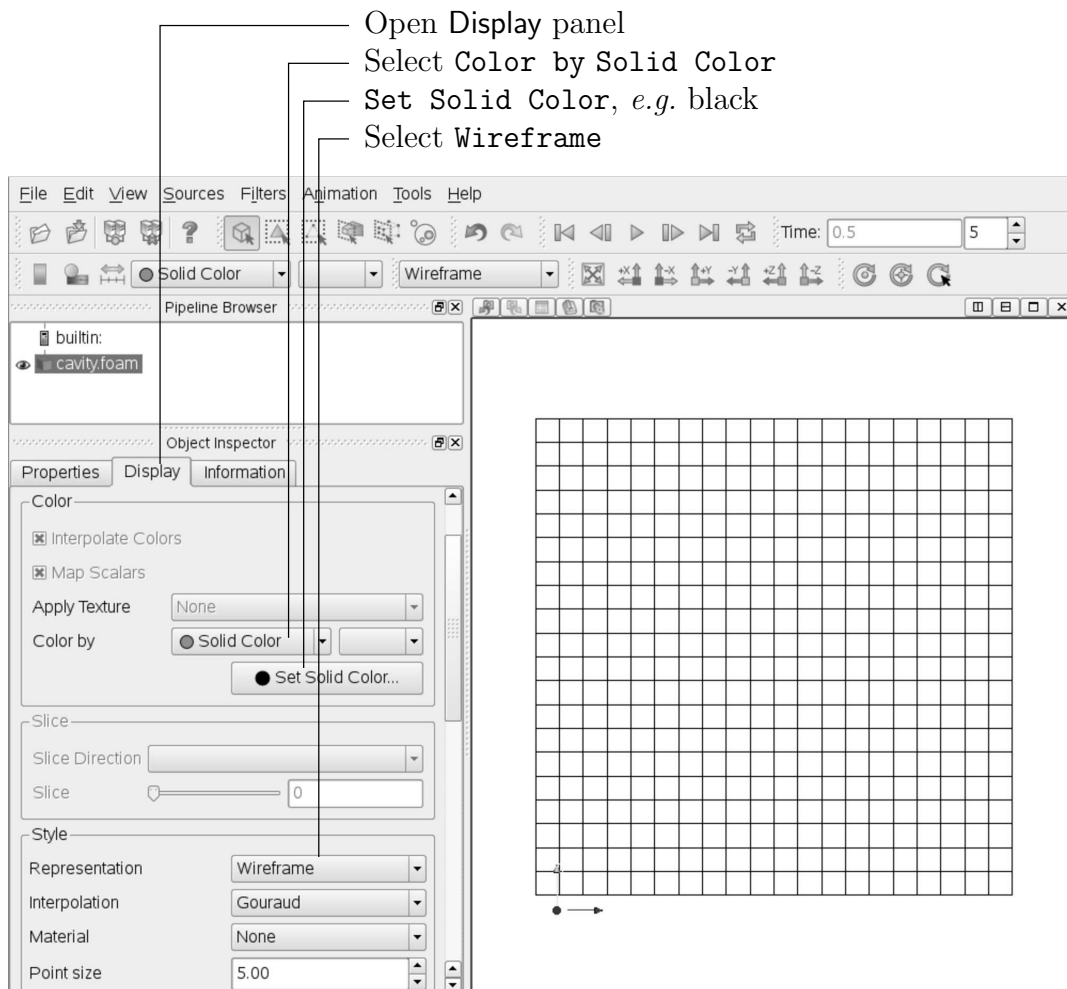 Open Display panel
Select Color by Solid Color
Set Solid Color, e.g. black
Select Wireframe
File Edit View Sources Filters Animation Tools Help
? Time: 0.5 5
Solid Color Wireframe +X -X +Y -Y +Z -Z
Pipeline Browser
builtin:
cavity.foam
Object Inspector
Properties Display Information
Color
Interpolate Colors
Map Scalars
Apply Texture None
Color by Solid Color
Set Solid Color...
Slice
Slice Direction
Slice 0
Style
Representation Wireframe
Interpolation Gouraud
Material None
Point size 5.00